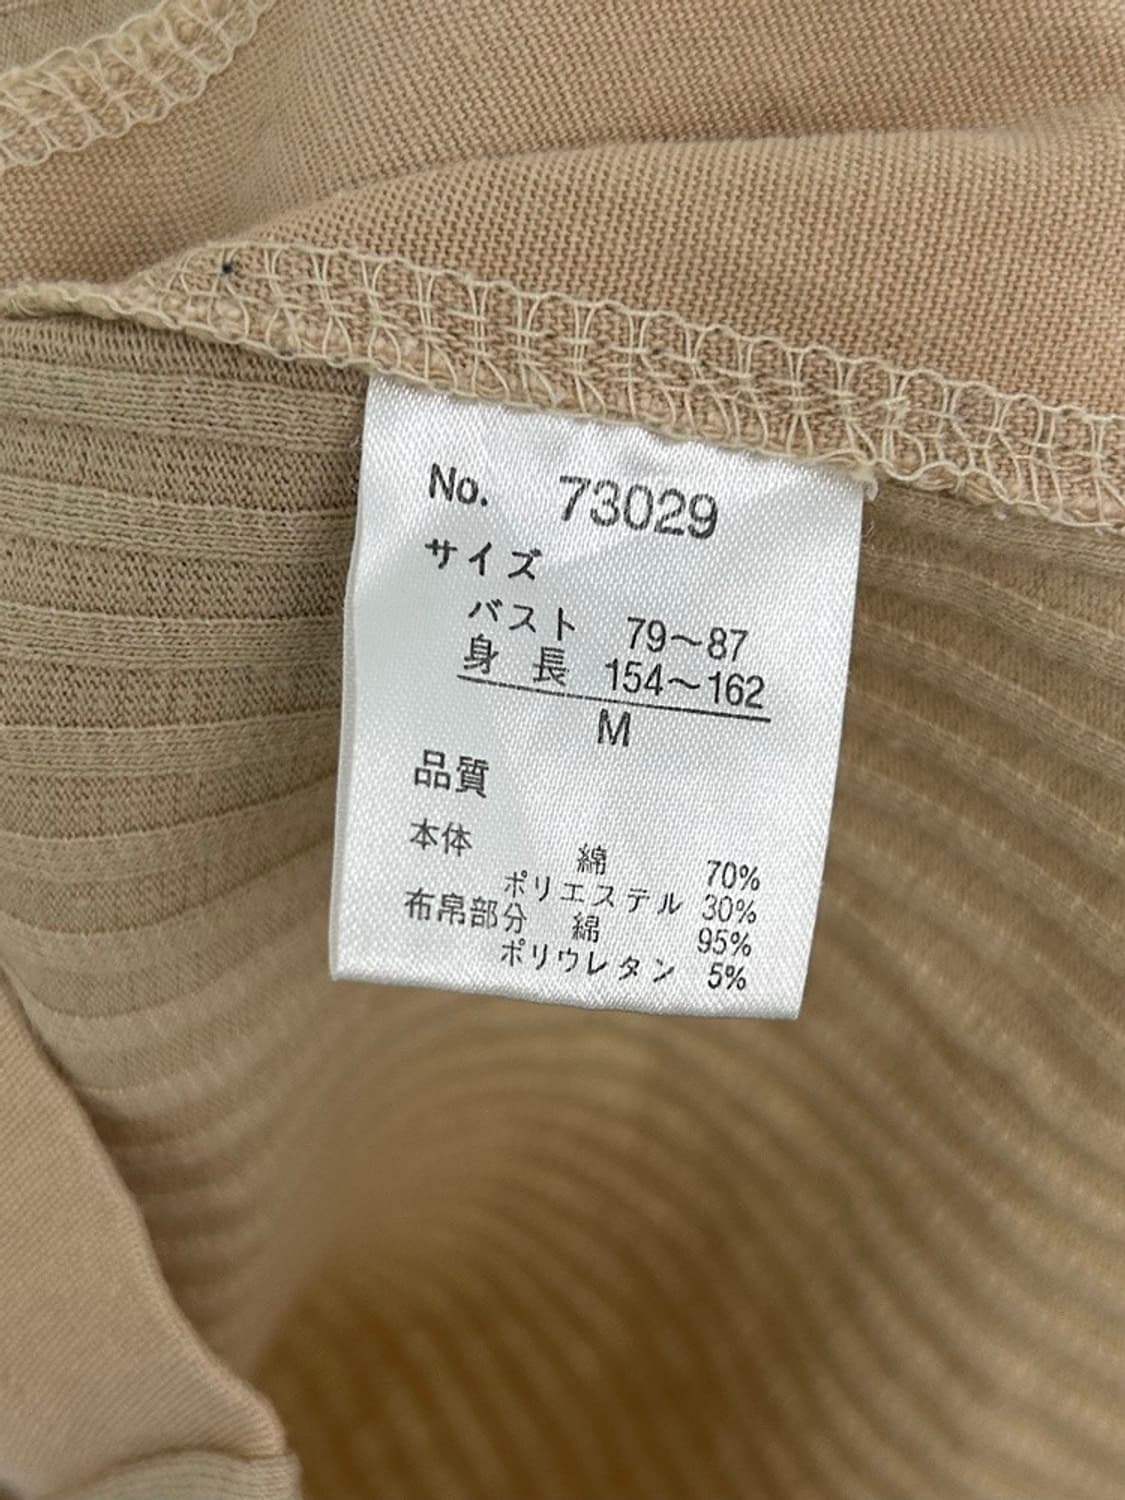 No. 73029
サイズ
バスト 79〜87
身長 154〜162
M
品質
本体 綿 70%
ポリエステル 30%
布帛部分 綿 95%
ポリウレタン 5%